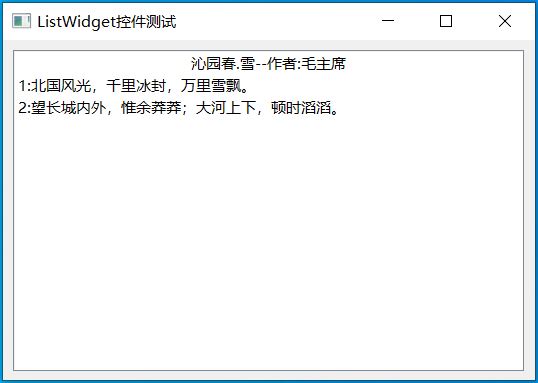 ListWidget控件测试
沁园春.雪--作者:毛主席
1:北国风光，千里冰封，万里雪飘。
2:望长城内外，惟余莽莽；大河上下，顿时滔滔。